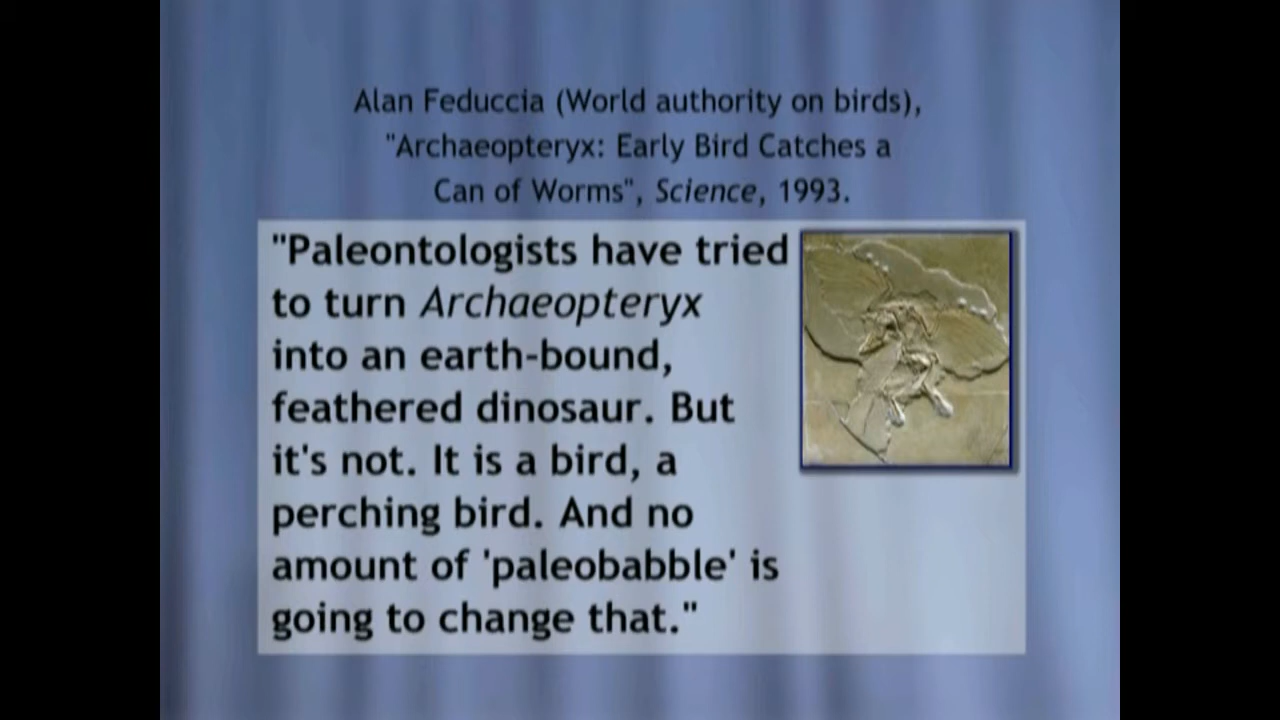 Alan Feduccia (World authority on birds),
"Archaeopteryx: Early Bird Catches a
Can of Worms", Science, 1993.
"Paleontologists have tried
to turn Archaeopteryx
into an earth-bound,
feathered dinosaur. But
it's not. It is a bird, a
perching bird. And no
amount of 'paleobabble' is
going to change that."